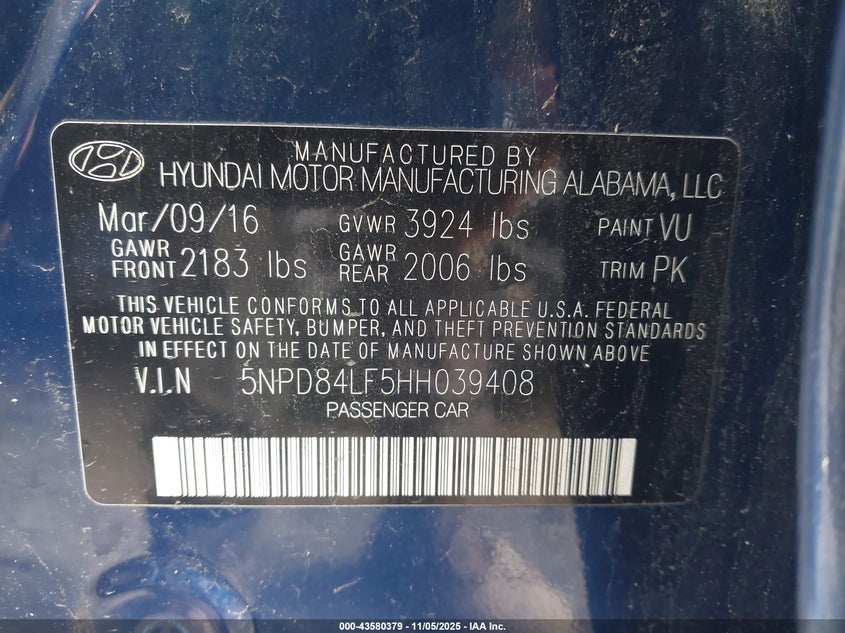 MANUFACTURED BY
HYUNDAI MOTOR MANUFACTURING ALABAMA, LLC
Mar/09/16 GVWR 3924 lbs PAINT VU
GAWR FRONT 2183 lbs GAWR REAR 2006 lbs TRIM PK
THIS VEHICLE CONFORMS TO ALL APPLICABLE U.S.A. FEDERAL
MOTOR VEHICLE SAFETY, BUMPER, AND THEFT PREVENTION STANDARDS
IN EFFECT ON THE DATE OF MANUFACTURE SHOWN ABOVE
V.I.N 5NPD84LF5HH039408
PASSENGER CAR
000-43580379 - 11/05/2025 - IAA Inc.